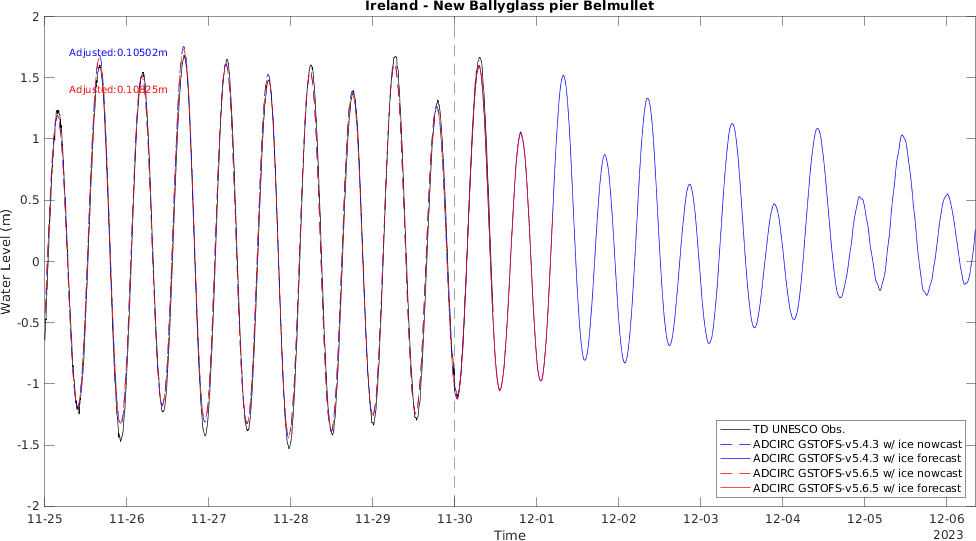 Ireland - New Ballyglass pier Belmullet
Adjusted:0.10502m
Adjusted:0.10825m
Water Level (m)
2
1.5
1
0.5
0
-0.5
-1
-1.5
-2
TD UNESCO Obs.
ADCIRC GSTOFS-v5.4.3 w/ ice nowcast
ADCIRC GSTOFS-v5.4.3 w/ ice forecast
ADCIRC GSTOFS-v5.6.5 w/ ice nowcast
ADCIRC GSTOFS-v5.6.5 w/ ice forecast
11-25 11-26 11-27 11-28 11-29 11-30 12-01 12-02 12-03 12-04 12-05 12-06
Time
2023